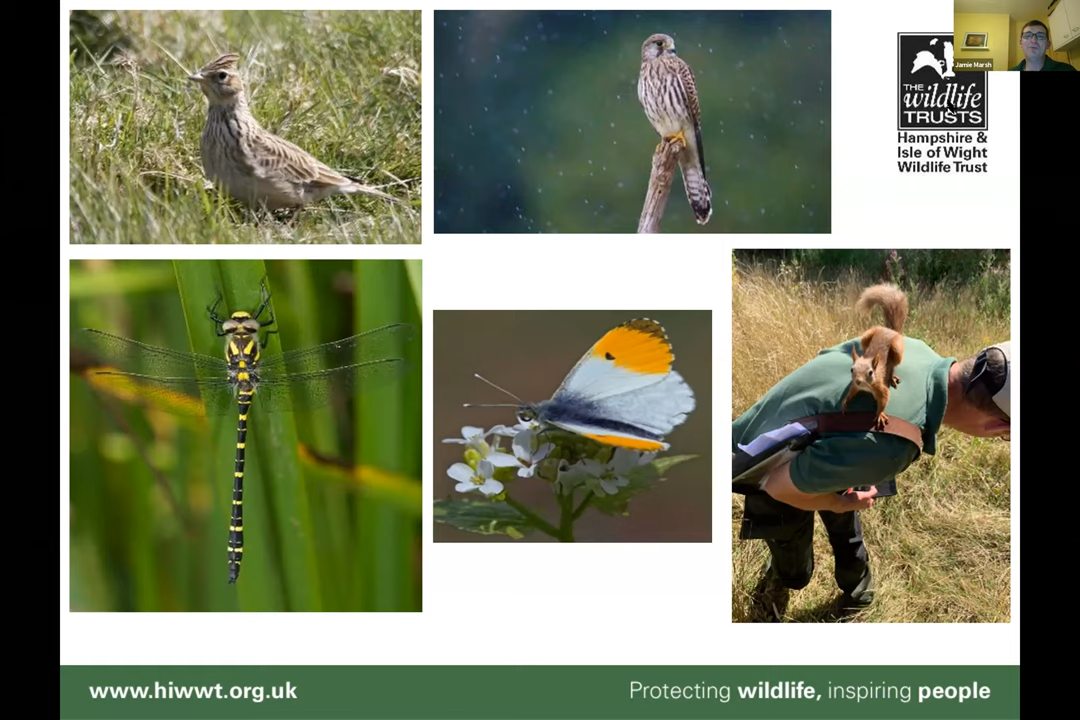 Jamie Marsh
THE
wildlife
TRUSTS
Hampshire &
Isle of Wight
Wildlife Trust
www.hiwwt.org.uk
Protecting wildlife, inspiring people